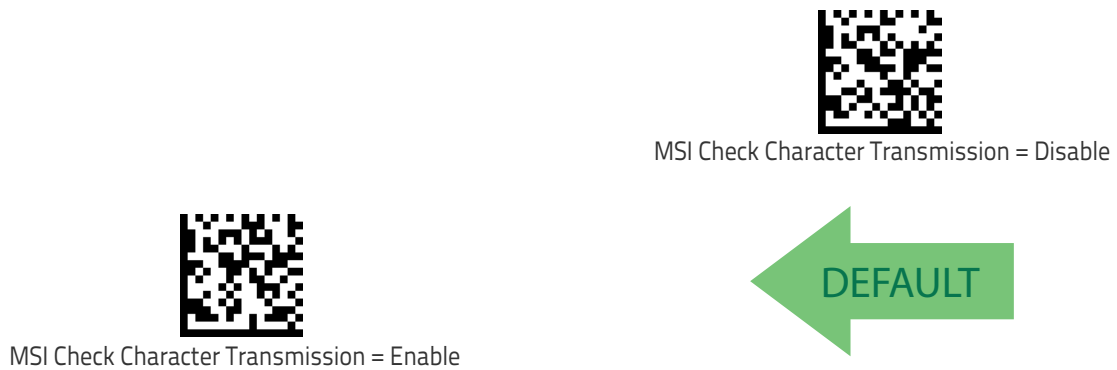 MSI Check Character Transmission = Disable
DEFAULT
MSI Check Character Transmission = Enable